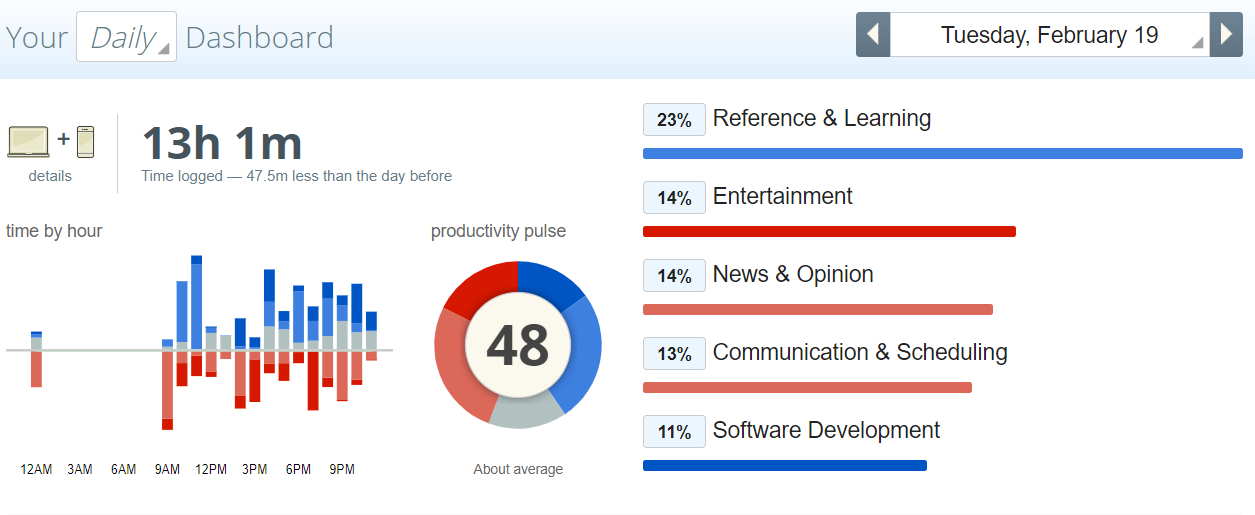 Your Daily Dashboard
Tuesday, February 19
+
details
13h 1m
Time logged — 47.5m less than the day before
time by hour
12AM 3AM 6AM 9AM 12PM 3PM 6PM 9PM
productivity pulse
48
About average
23% Reference & Learning
14% Entertainment
14% News & Opinion
13% Communication & Scheduling
11% Software Development